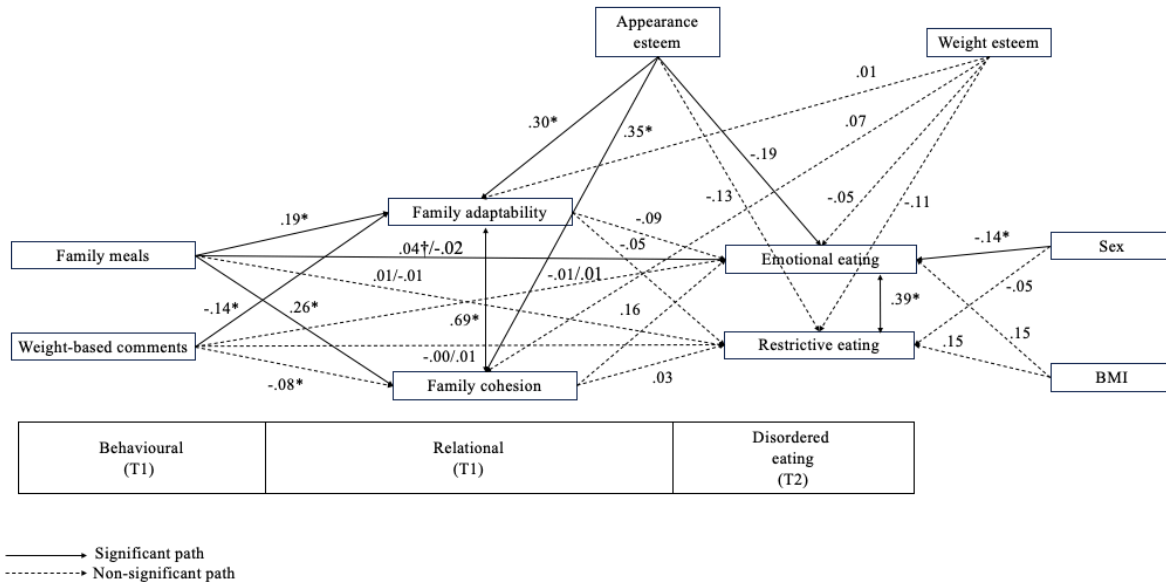 Appearance
esteem
Weight esteem
.01
.07
.30*
.35*
-.19
-.13
-.05
-.11
Family adaptability
.19*
-.09
-.14*
Family meals
.04†/-.02
-.05
Emotional eating
Sex
.01/-.01
-.01/.01
-.05
-.14*
.26*
.69*
.16
.39*
.15
.15
Weight-based comments
Restrictive eating
-.00/.01
-.08*
Family cohesion
.03
BMI
Behavioural
(T1)
Relational
(T1)
Disordered
eating
(T2)
Significant path
Non-significant path